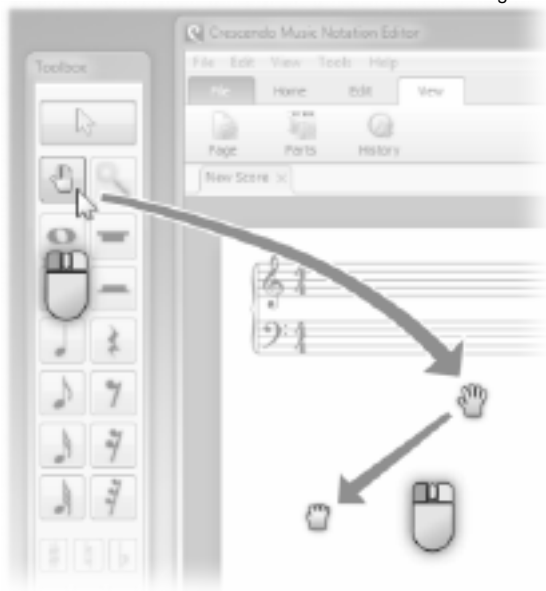 Crescendo Music Notation Editor
Toolbox
File Edit View Tools Help
File Home Edit View
Page Parts History
New Score ×